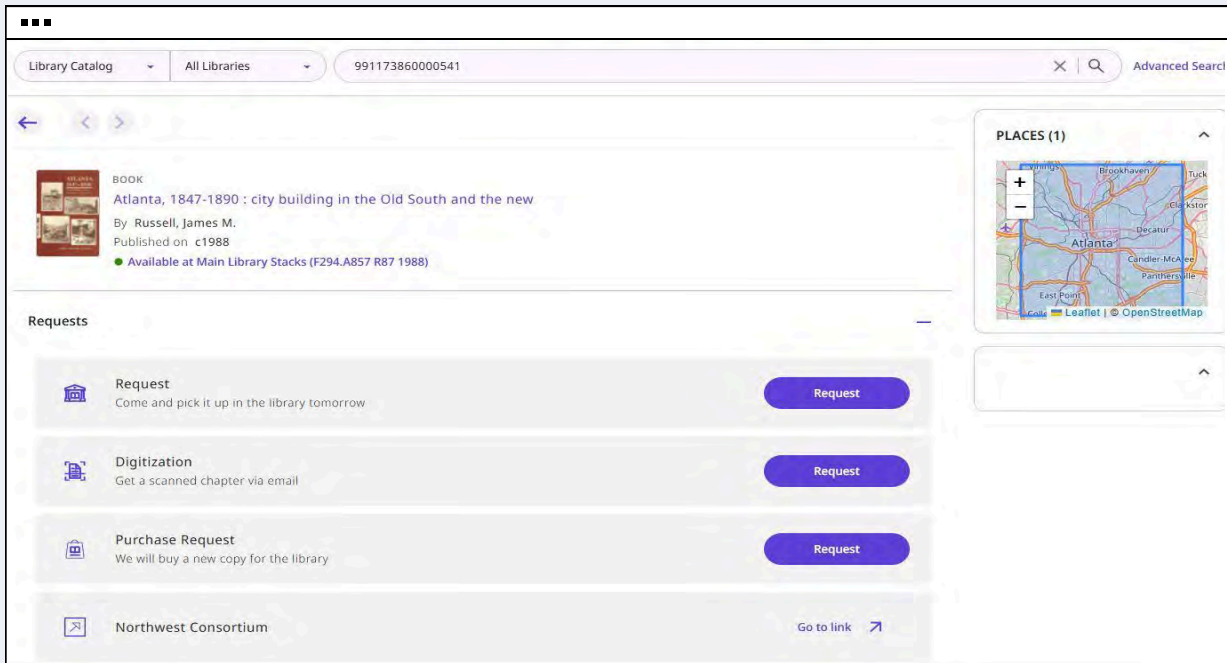 Library Catalog
All Libraries
991173860000541
Advanced Search
BOOK
Atlanta, 1847-1890 : city building in the Old South and the new
By Russell, James M.
Published on c1988
Available at Main Library Stacks (F294.A857 R87 1988)
Requests
Request
Come and pick it up in the library tomorrow
Request
Digitization
Get a scanned chapter via email
Request
Purchase Request
We will buy a new copy for the library
Request
Northwest Consortium
Go to link
PLACES (1)
+
−
Brookhaven
Tuck
Clarkston
Decatur
Atlanta
Candler-McAfee
Panthersville
East Point
Leaflet | © OpenStreetMap